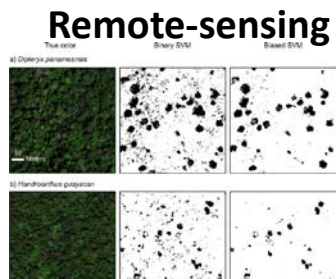 Remote-sensing
True color Binary SVM Biased SVM
a) Dipteryx panamensis
50
Meters
b) Handroanthus guayacan